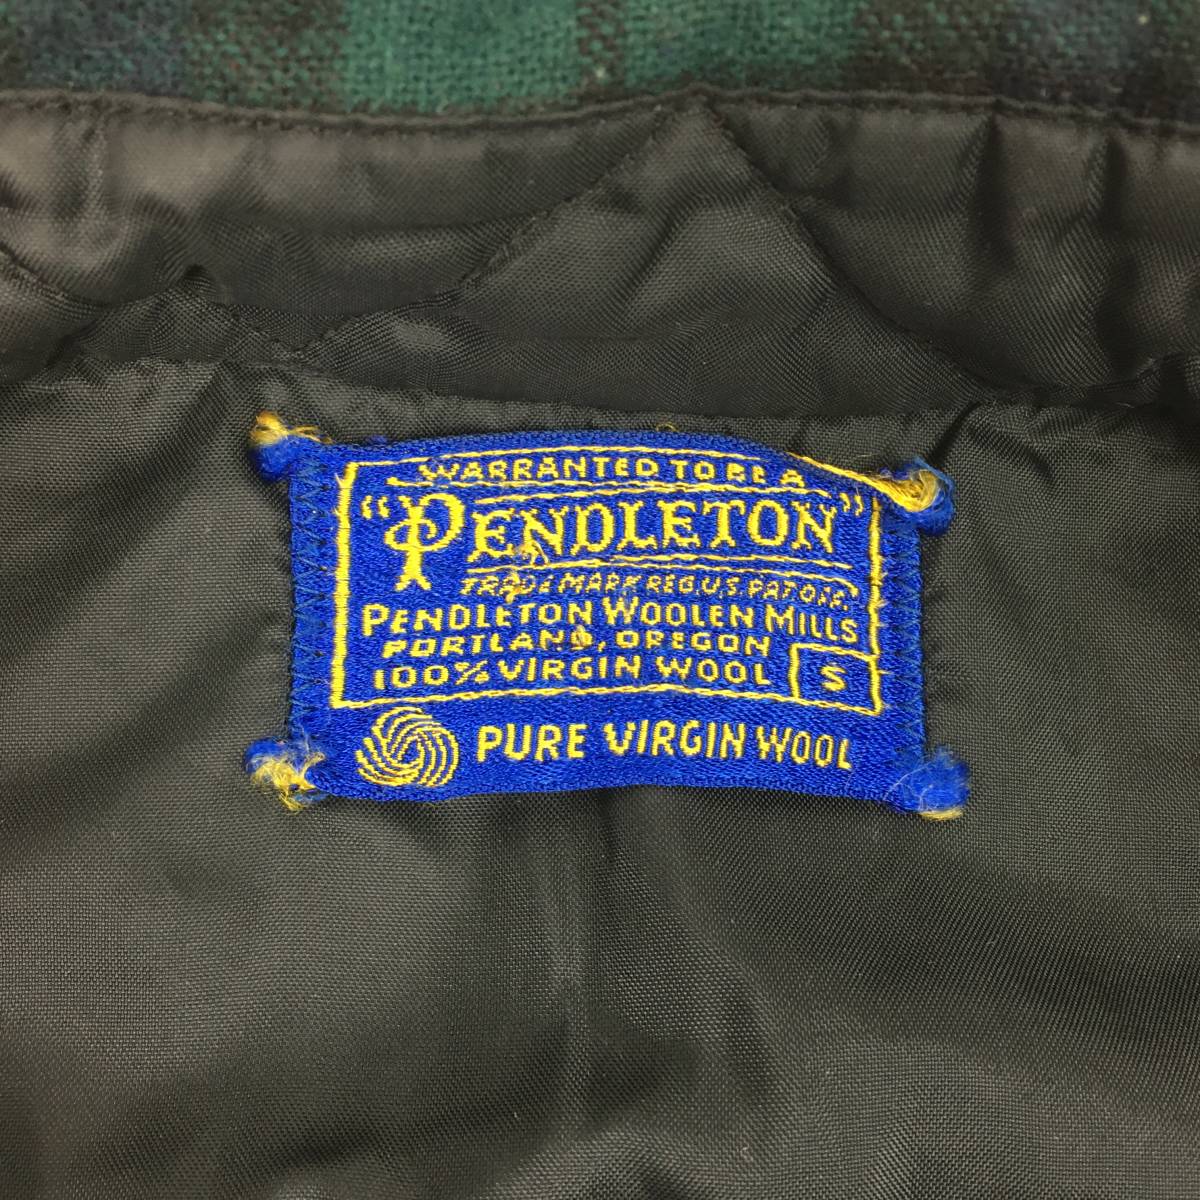 WARRANTED TO BE A
"PENDLETON"
TRADE MARK REG. U.S. PAT. OFF.
PENDLETON WOOLEN MILLS
PORTLAND, OREGON
100% VIRGIN WOOL S
PURE VIRGIN WOOL